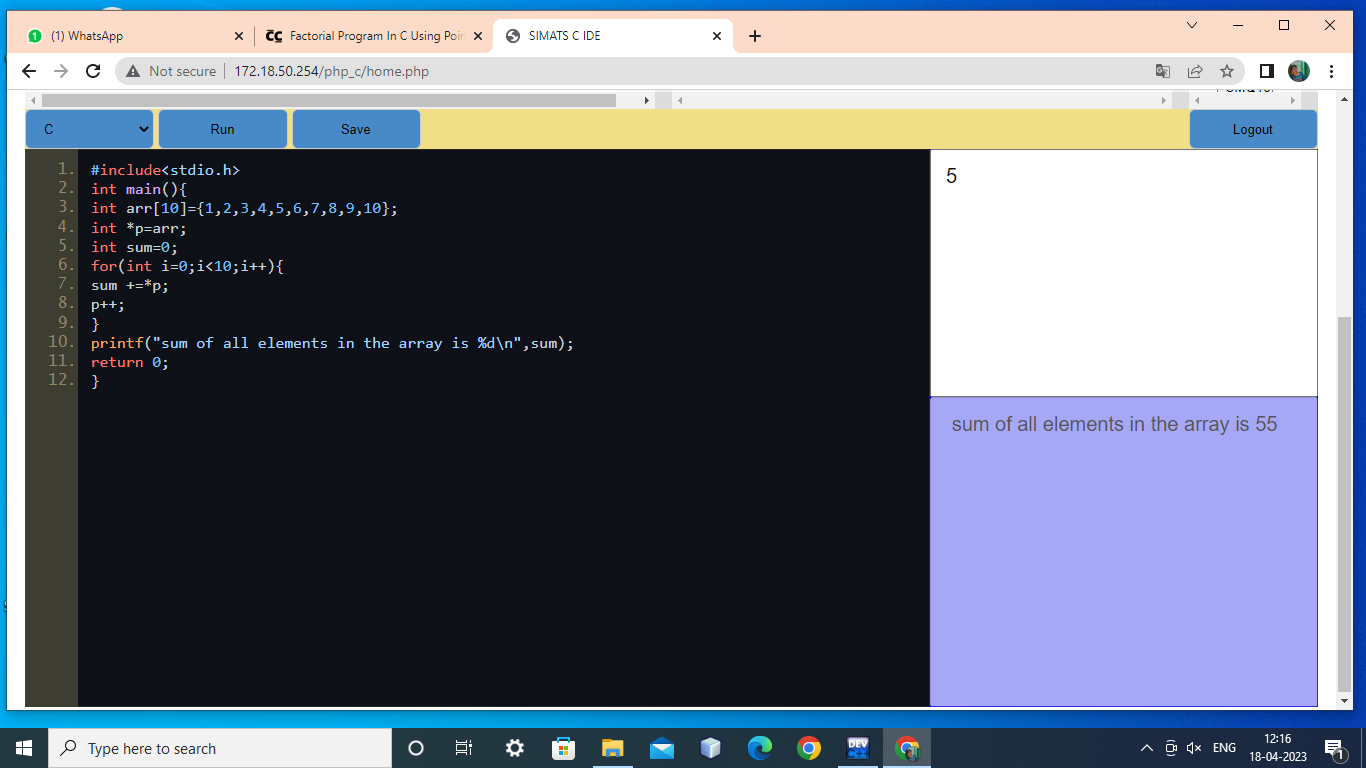 (1) WhatsApp
Factorial Program In C Using Poin
SIMATS C IDE
Not secure
172.18.50.254/php_c/home.php
C
Run
Save
Logout
1. #include<stdio.h>
2. int main(){
3. int arr[10]={1,2,3,4,5,6,7,8,9,10};
4. int *p=arr;
5. int sum=0;
6. for(int i=0;i<10;i++){
7. sum +=*p;
8. p++;
9. }
10. printf("sum of all elements in the array is %d\n",sum);
11. return 0;
12. }
5
sum of all elements in the array is 55
Type here to search
DEV
ENG
12:16
18-04-2023
1